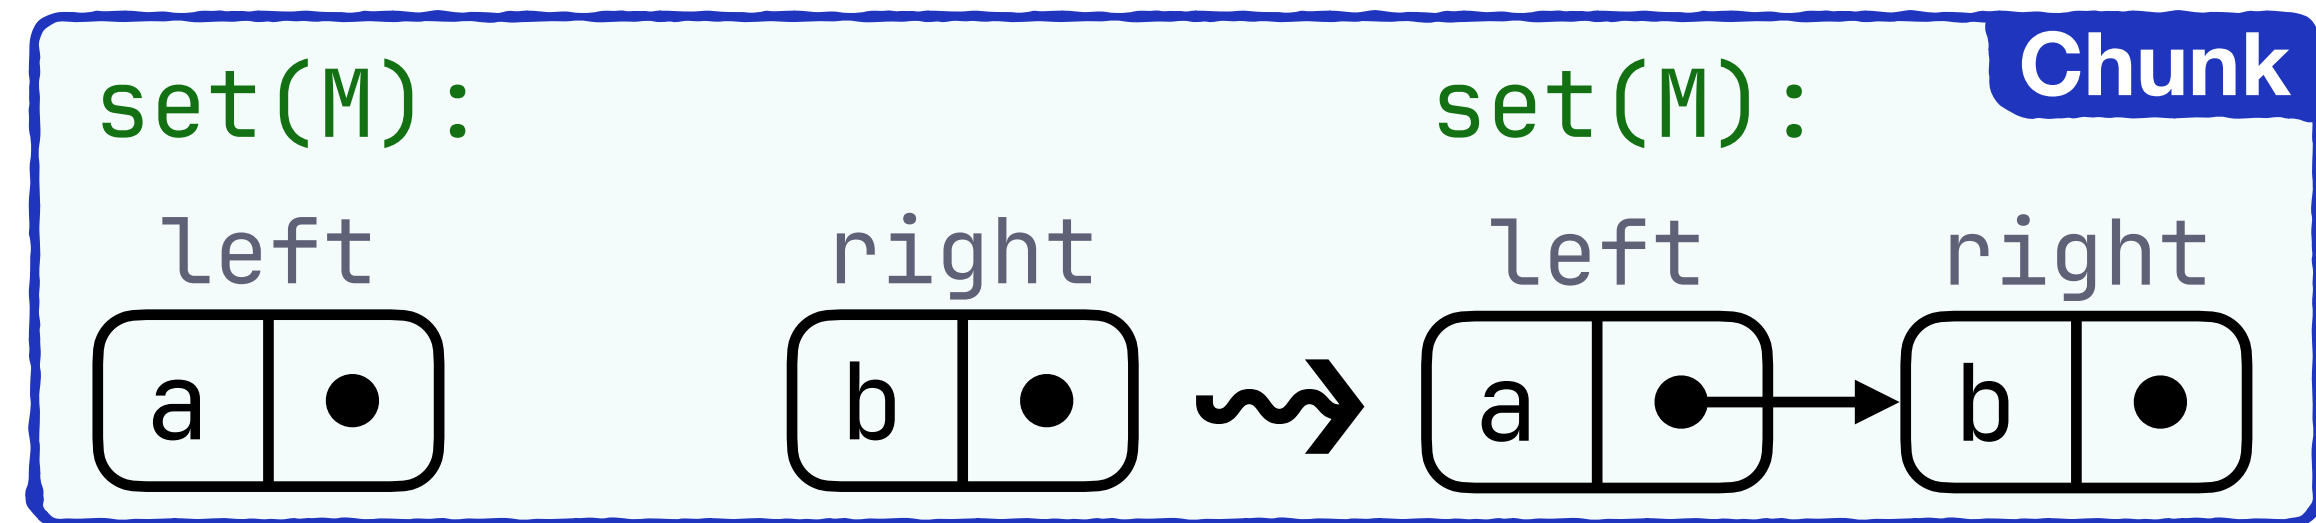 Chunk
set(M): set(M):
left right left right
a b a b